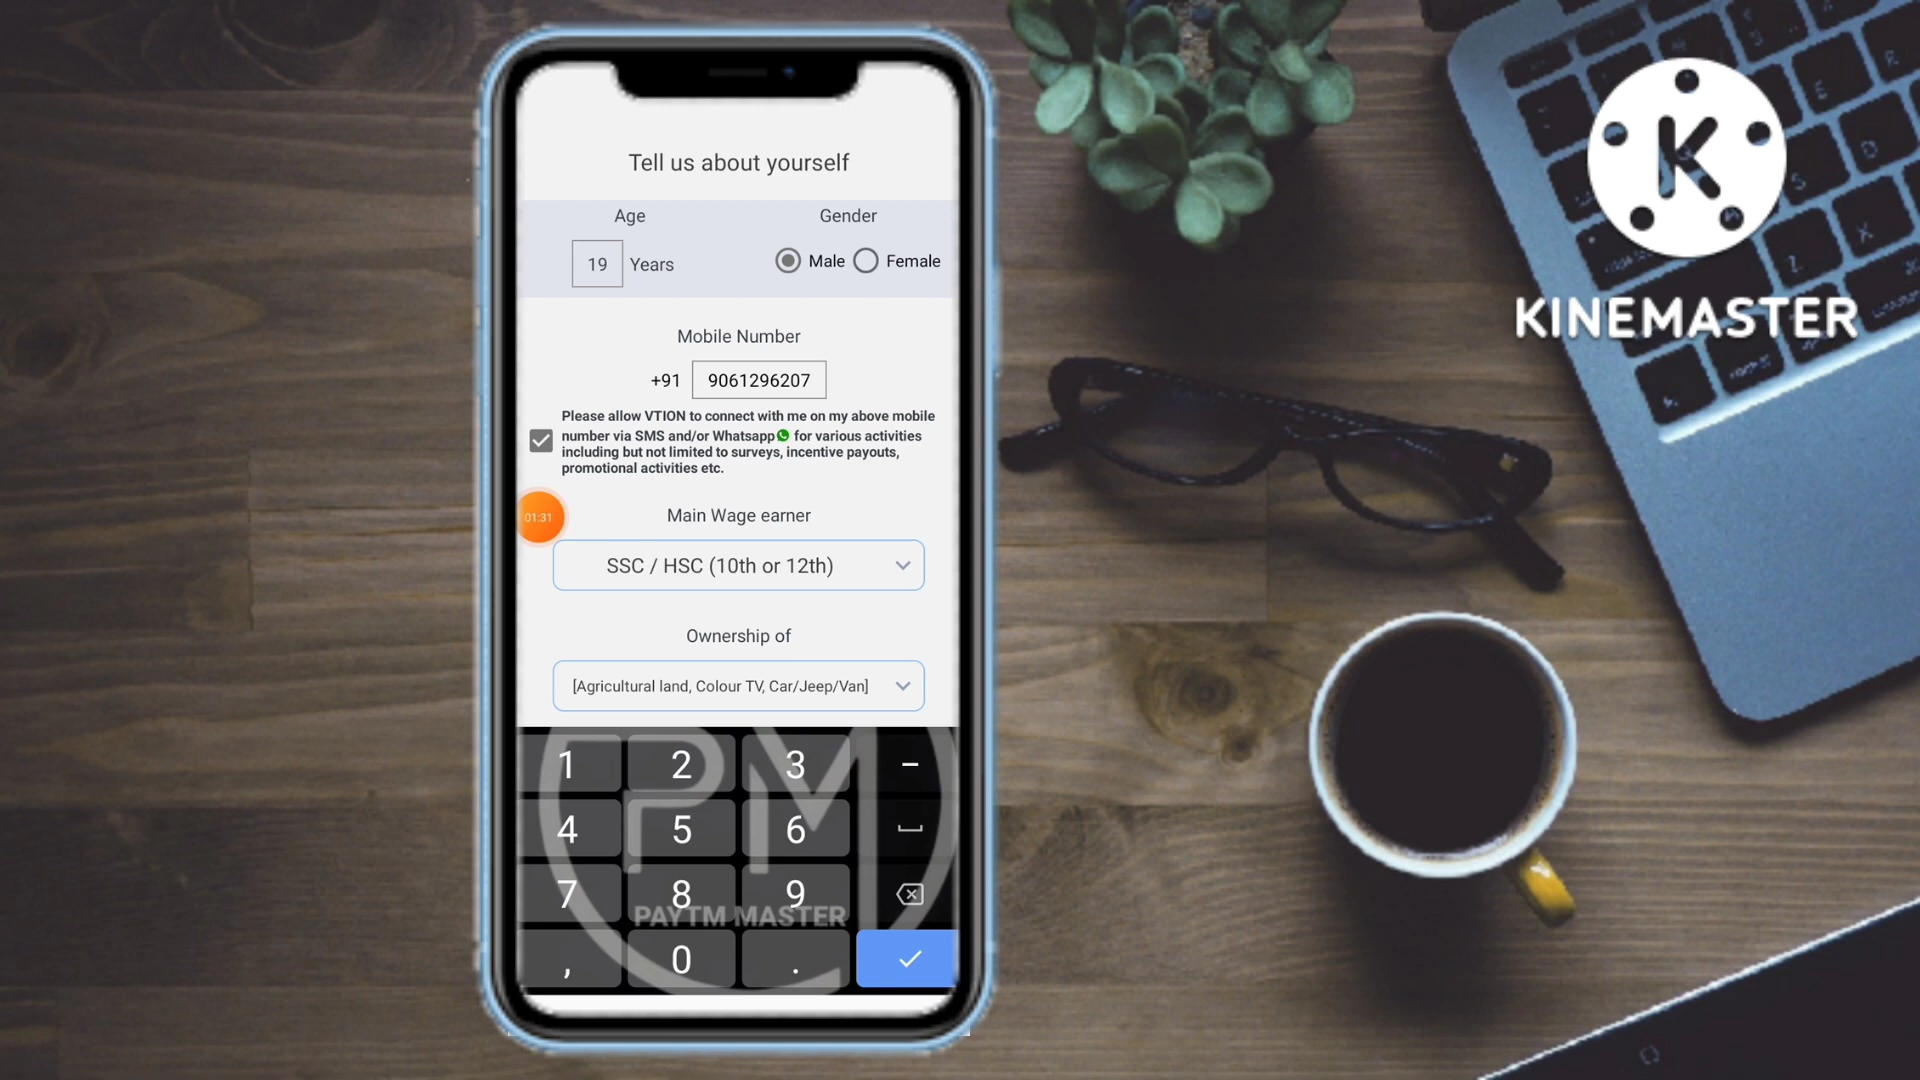 Tell us about yourself
Age
Gender
19 Years
Male
Female
Mobile Number
+91 9061296207
Please allow VTION to connect with me on my above mobile
number via SMS and/or Whatsapp for various activities
including but not limited to surveys, incentive payouts,
promotional activities etc.
01:31
Main Wage earner
SSC / HSC (10th or 12th)
Ownership of
[Agricultural land, Colour TV, Car/Jeep/Van]
1 2 3 –
4 5 6
7 8 9
, 0 .
PM
PAYTM MASTER
K
KINEMASTER